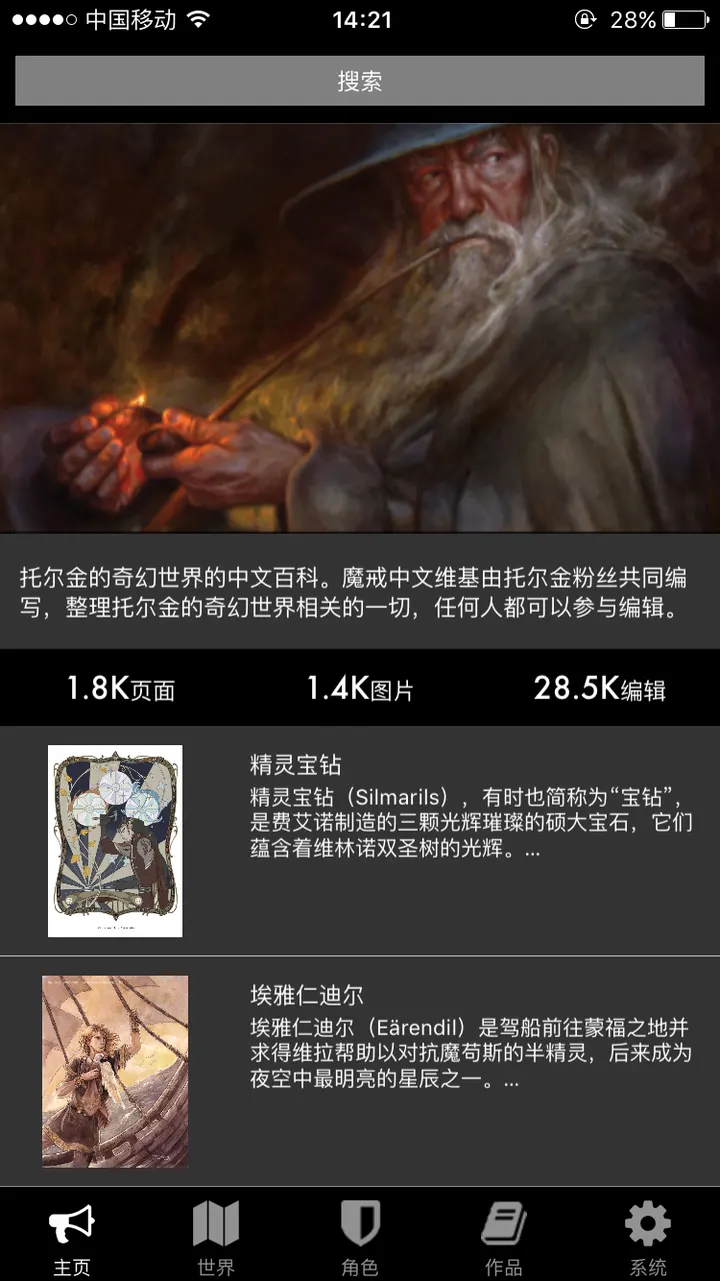 中国移动
14:21
28%
搜索
托尔金的奇幻世界的中文百科。魔戒中文维基由托尔金粉丝共同编
写，整理托尔金的奇幻世界相关的一切，任何人都可以参与编辑。
1.8K页面
1.4K图片
28.5K编辑
精灵宝钻
精灵宝钻（Silmarils），有时也简称为“宝钻”，
是费艾诺制造的三颗光辉璀璨的硕大宝石，它们
蕴含着维林诺双圣树的光辉。...
埃雅仁迪尔
埃雅仁迪尔（Eärendil）是驾船前往蒙福之地并
求得维拉帮助以对抗魔苟斯的半精灵，后来成为
夜空中最明亮的星辰之一。...
主页
世界
角色
作品
系统